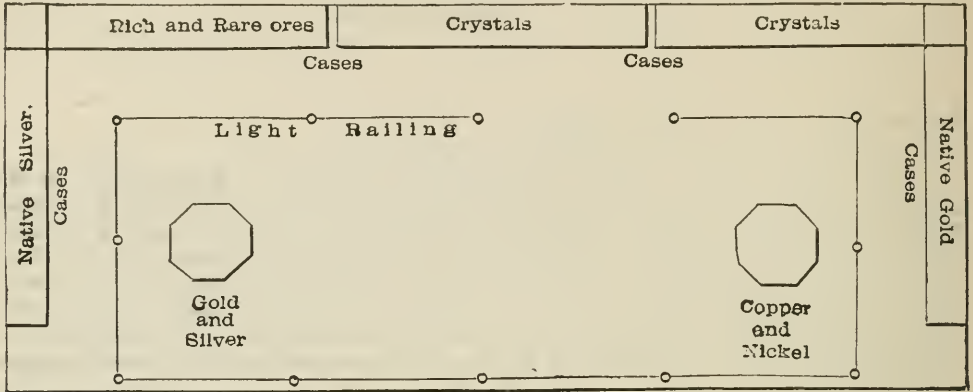 Rich and Rare ores
Crystals
Crystals
Cases
Cases
Native Silver.
Cases
Light Railing
Cases
Native Gold
Gold
and
Silver
Copper
and
Nickel